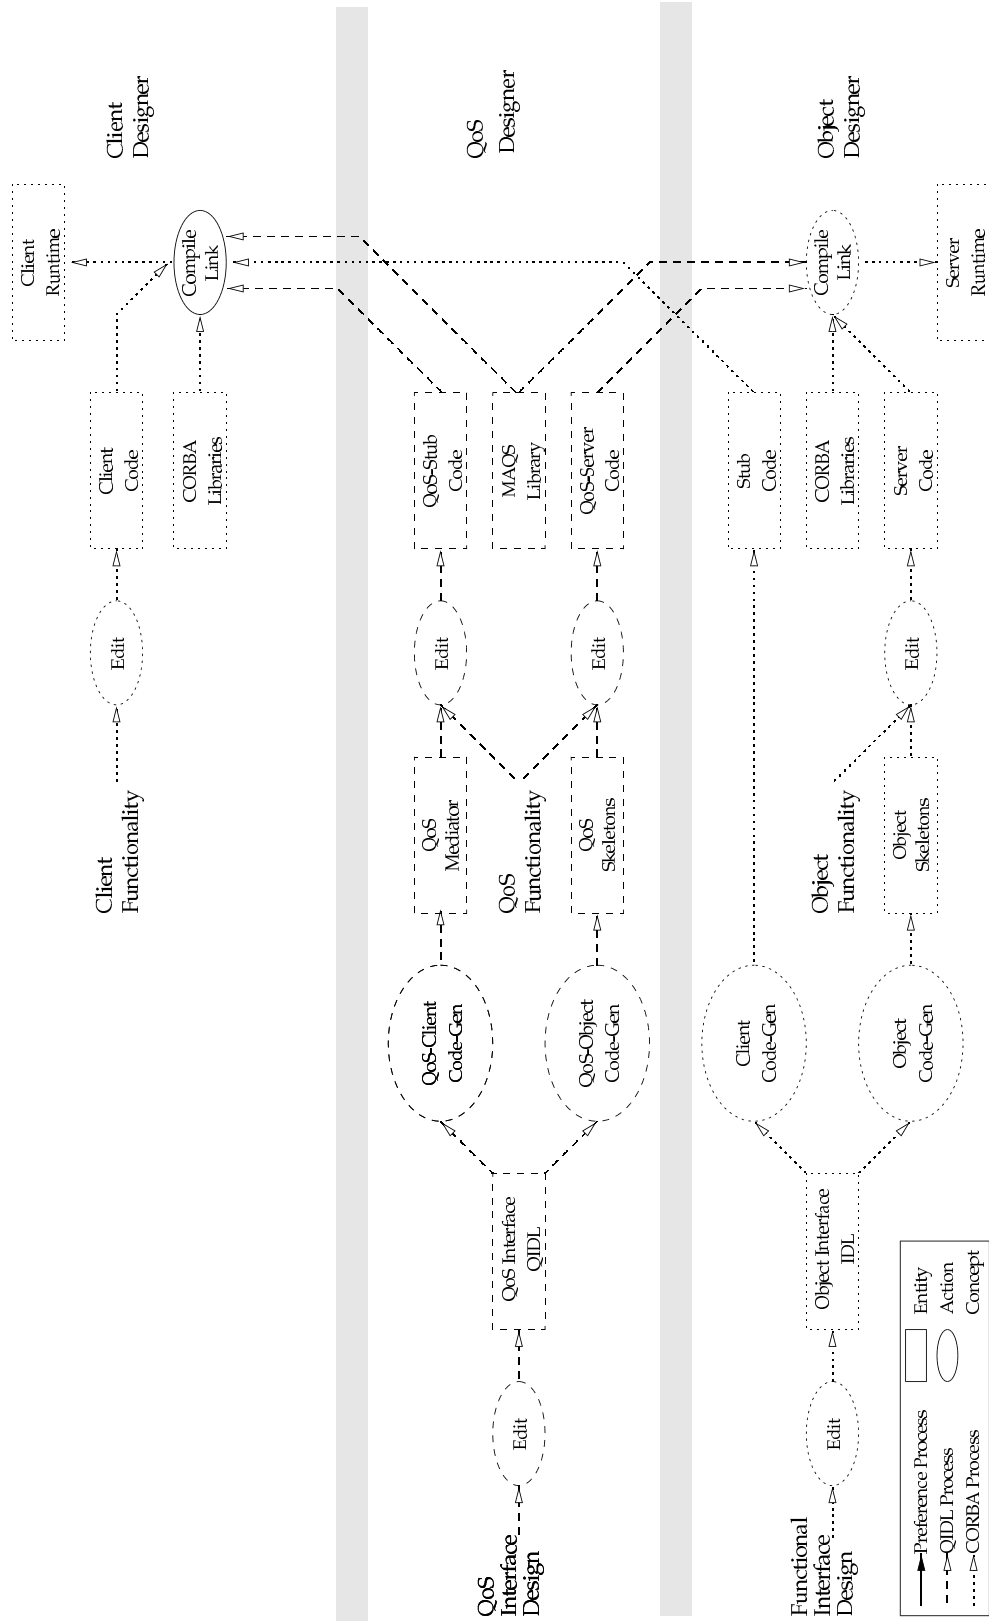 Client
Designer
QoS
Designer
Object
Designer
Client
Runtime
Compile
Link
Compile
Link
Server
Runtime
Client
Code
CORBA
Libraries
QoS-Stub
Code
MAQS
Library
QoS-Server
Code
Stub
Code
CORBA
Libraries
Server
Code
Edit
Edit
Edit
Edit
Client
Functionality
QoS
Mediator
QoS
Functionality
QoS
Skeletons
Object
Functionality
Object
Skeletons
QoS-Client
Code-Gen
QoS-Object
Code-Gen
Client
Code-Gen
Object
Code-Gen
QoS Interface
QIDL
Object Interface
IDL
Edit
Edit
QoS
Interface
Design
Functional
Interface
Design
Preference Process
QIDL Process
CORBA Process
Entity
Action
Concept